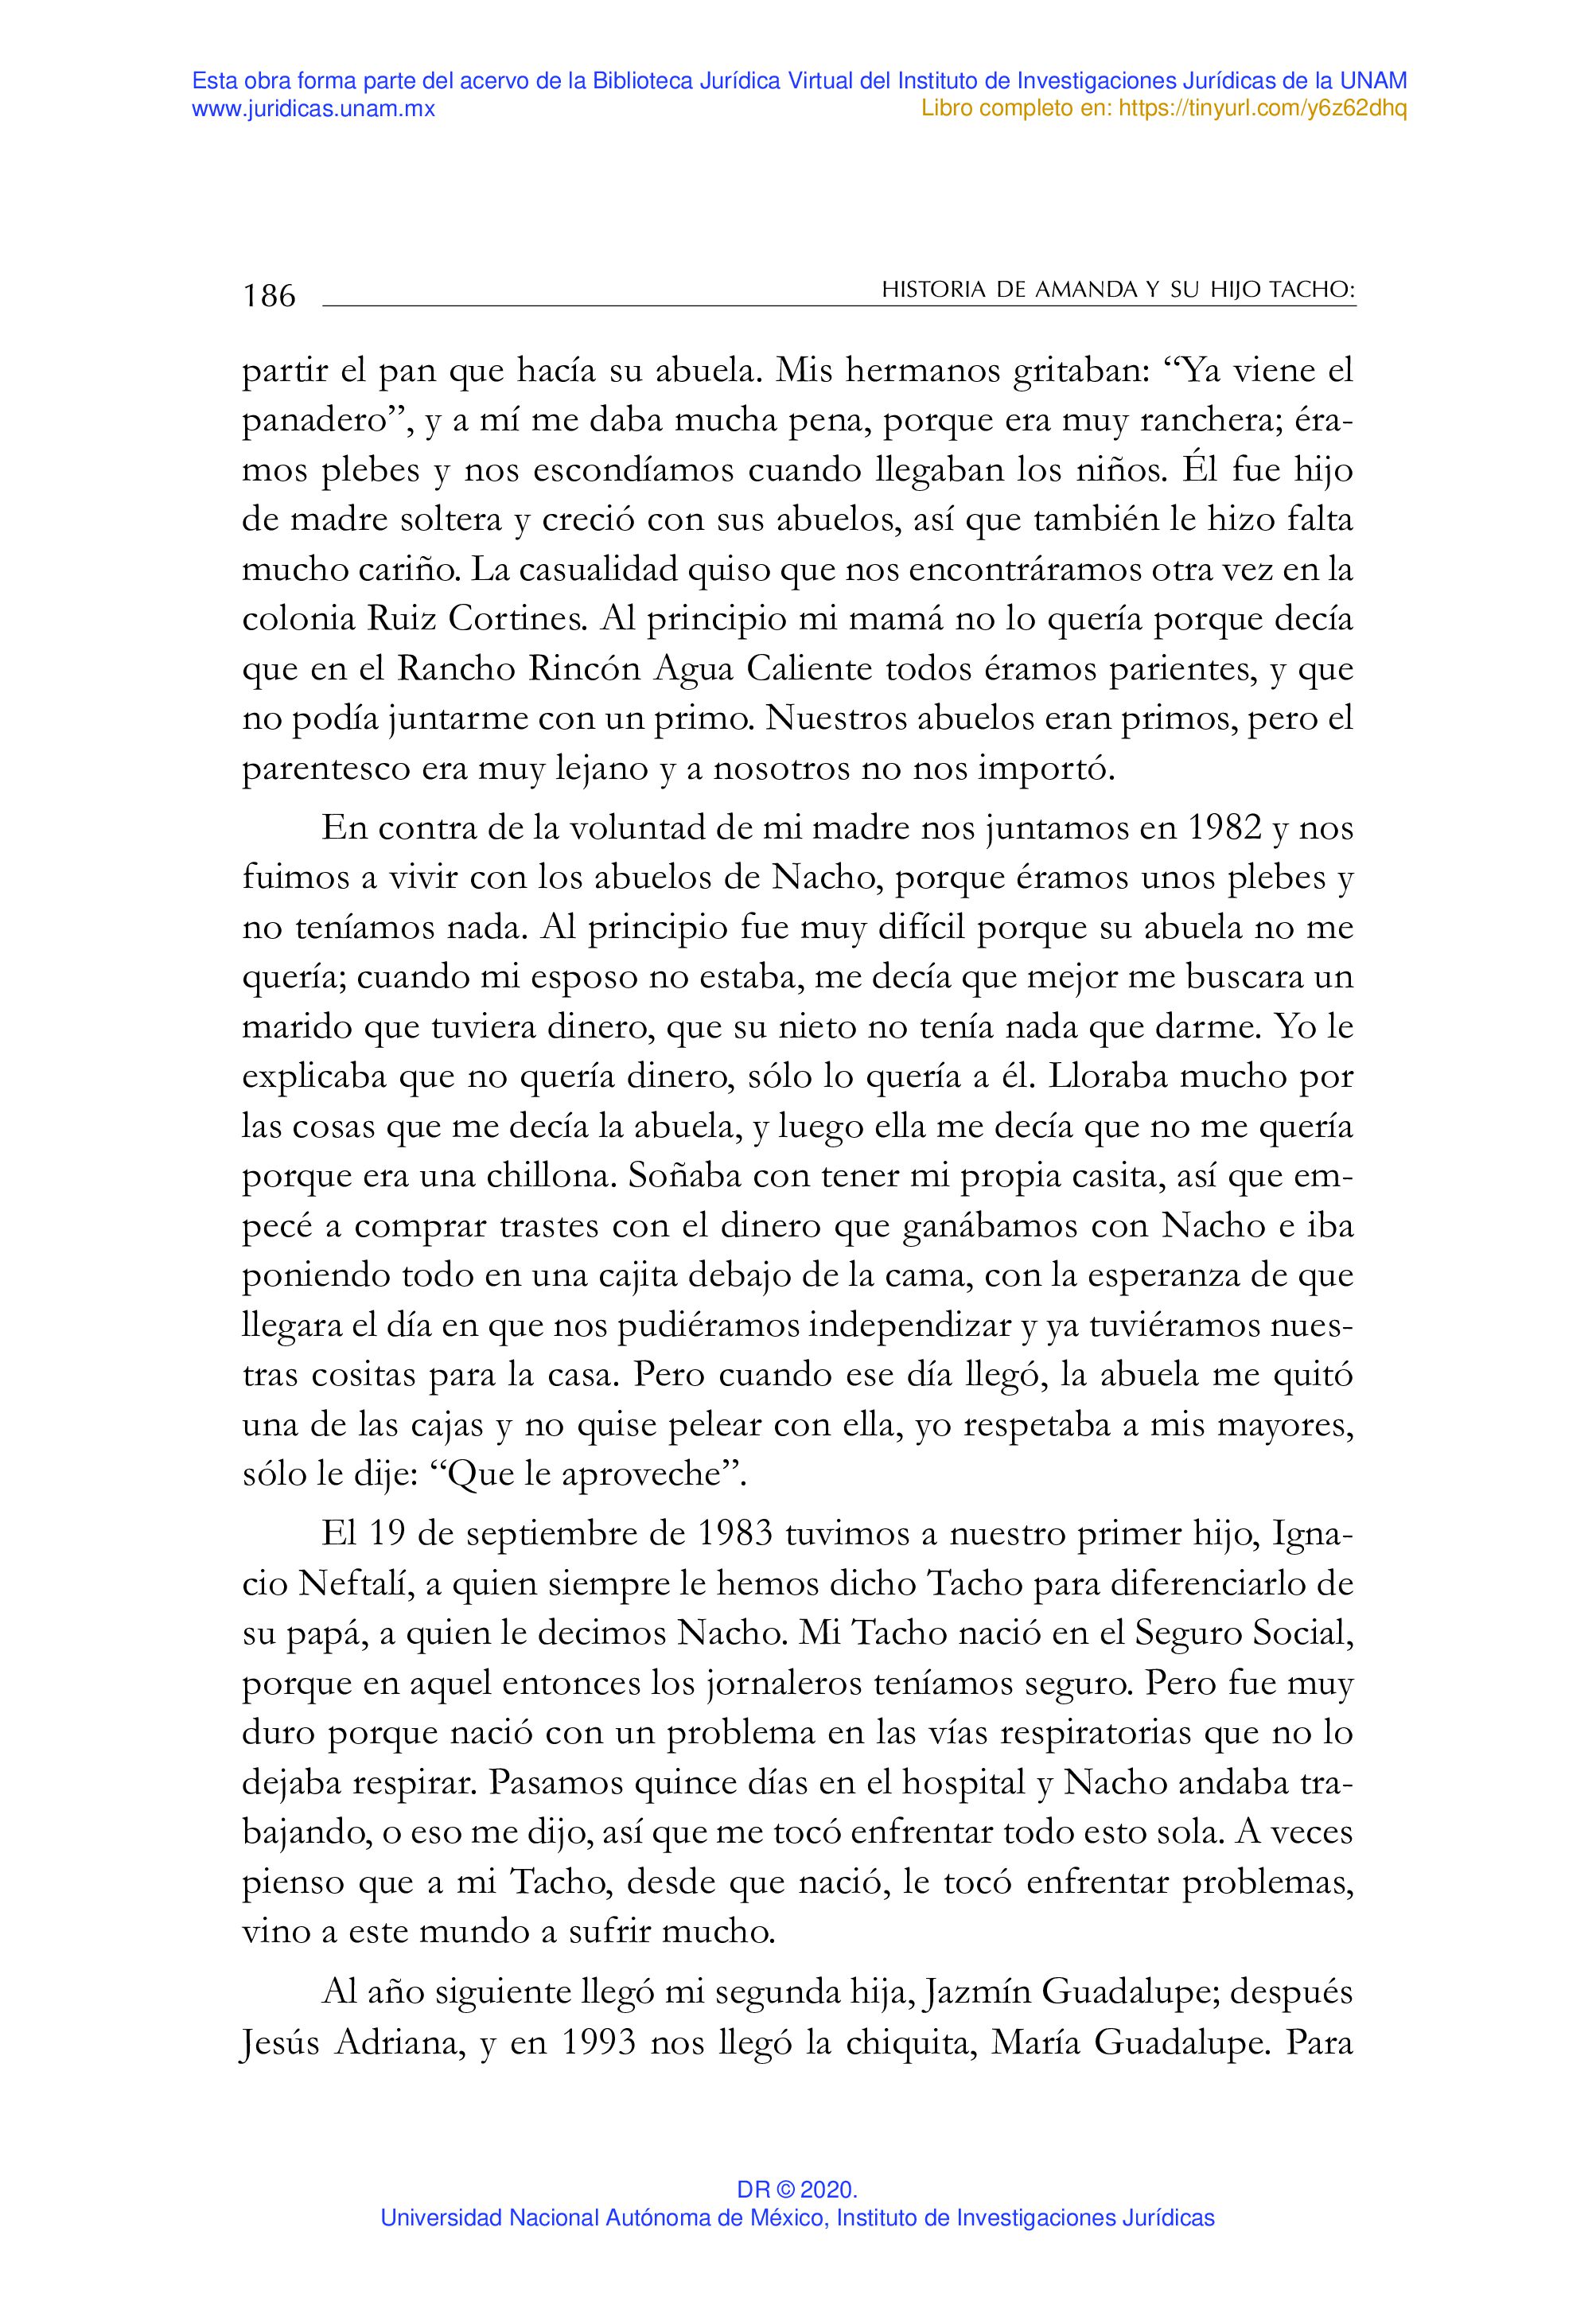 Esta obra forma parte del acervo de la Biblioteca Jurídica Virtual del Instituto de Investigaciones Jurídicas de la UNAM
www.juridicas.unam.mx
Libro completo en: https://tinyurl.com/y6z62dhq
186
HISTORIA DE AMANDA Y SU HIJO TACHO:
partir el pan que hacía su abuela. Mis hermanos gritaban: “Ya viene el
panadero”, y a mí me daba mucha pena, porque era muy ranchera; éra-
mos plebes y nos escondíamos cuando llegaban los niños. Él fue hijo
de madre soltera y creció con sus abuelos, así que también le hizo falta
mucho cariño. La casualidad quiso que nos encontráramos otra vez en la
colonia Ruiz Cortines. Al principio mi mamá no lo quería porque decía
que en el Rancho Rincón Agua Caliente todos éramos parientes, y que
no podía juntarme con un primo. Nuestros abuelos eran primos, pero el
parentesco era muy lejano y a nosotros no nos importó.
En contra de la voluntad de mi madre nos juntamos en 1982 y nos
fuimos a vivir con los abuelos de Nacho, porque éramos unos plebes y
no teníamos nada. Al principio fue muy difícil porque su abuela no me
quería; cuando mi esposo no estaba, me decía que mejor me buscara un
marido que tuviera dinero, que su nieto no tenía nada que darme. Yo le
explicaba que no quería dinero, sólo lo quería a él. Lloraba mucho por
las cosas que me decía la abuela, y luego ella me decía que no me quería
porque era una chillona. Soñaba con tener mi propia casita, así que em-
pecé a comprar trastes con el dinero que ganábamos con Nacho e iba
poniendo todo en una cajita debajo de la cama, con la esperanza de que
llegara el día en que nos pudiéramos independizar y ya tuviéramos nues-
tras cositas para la casa. Pero cuando ese día llegó, la abuela me quitó
una de las cajas y no quise pelear con ella, yo respetaba a mis mayores,
sólo le dije: “Que le aproveche”.
El 19 de septiembre de 1983 tuvimos a nuestro primer hijo, Igna-
cio Neftalí, a quien siempre le hemos dicho Tacho para diferenciarlo de
su papá, a quien le decimos Nacho. Mi Tacho nació en el Seguro Social,
porque en aquel entonces los jornaleros teníamos seguro. Pero fue muy
duro porque nació con un problema en las vías respiratorias que no lo
dejaba respirar. Pasamos quince días en el hospital y Nacho andaba tra-
bajando, o eso me dijo, así que me tocó enfrentar todo esto sola. A veces
pienso que a mi Tacho, desde que nació, le tocó enfrentar problemas,
vino a este mundo a sufrir mucho.
Al año siguiente llegó mi segunda hija, Jazmín Guadalupe; después
Jesús Adriana, y en 1993 nos llegó la chiquita, María Guadalupe. Para
DR © 2020.
Universidad Nacional Autónoma de México, Instituto de Investigaciones Jurídicas